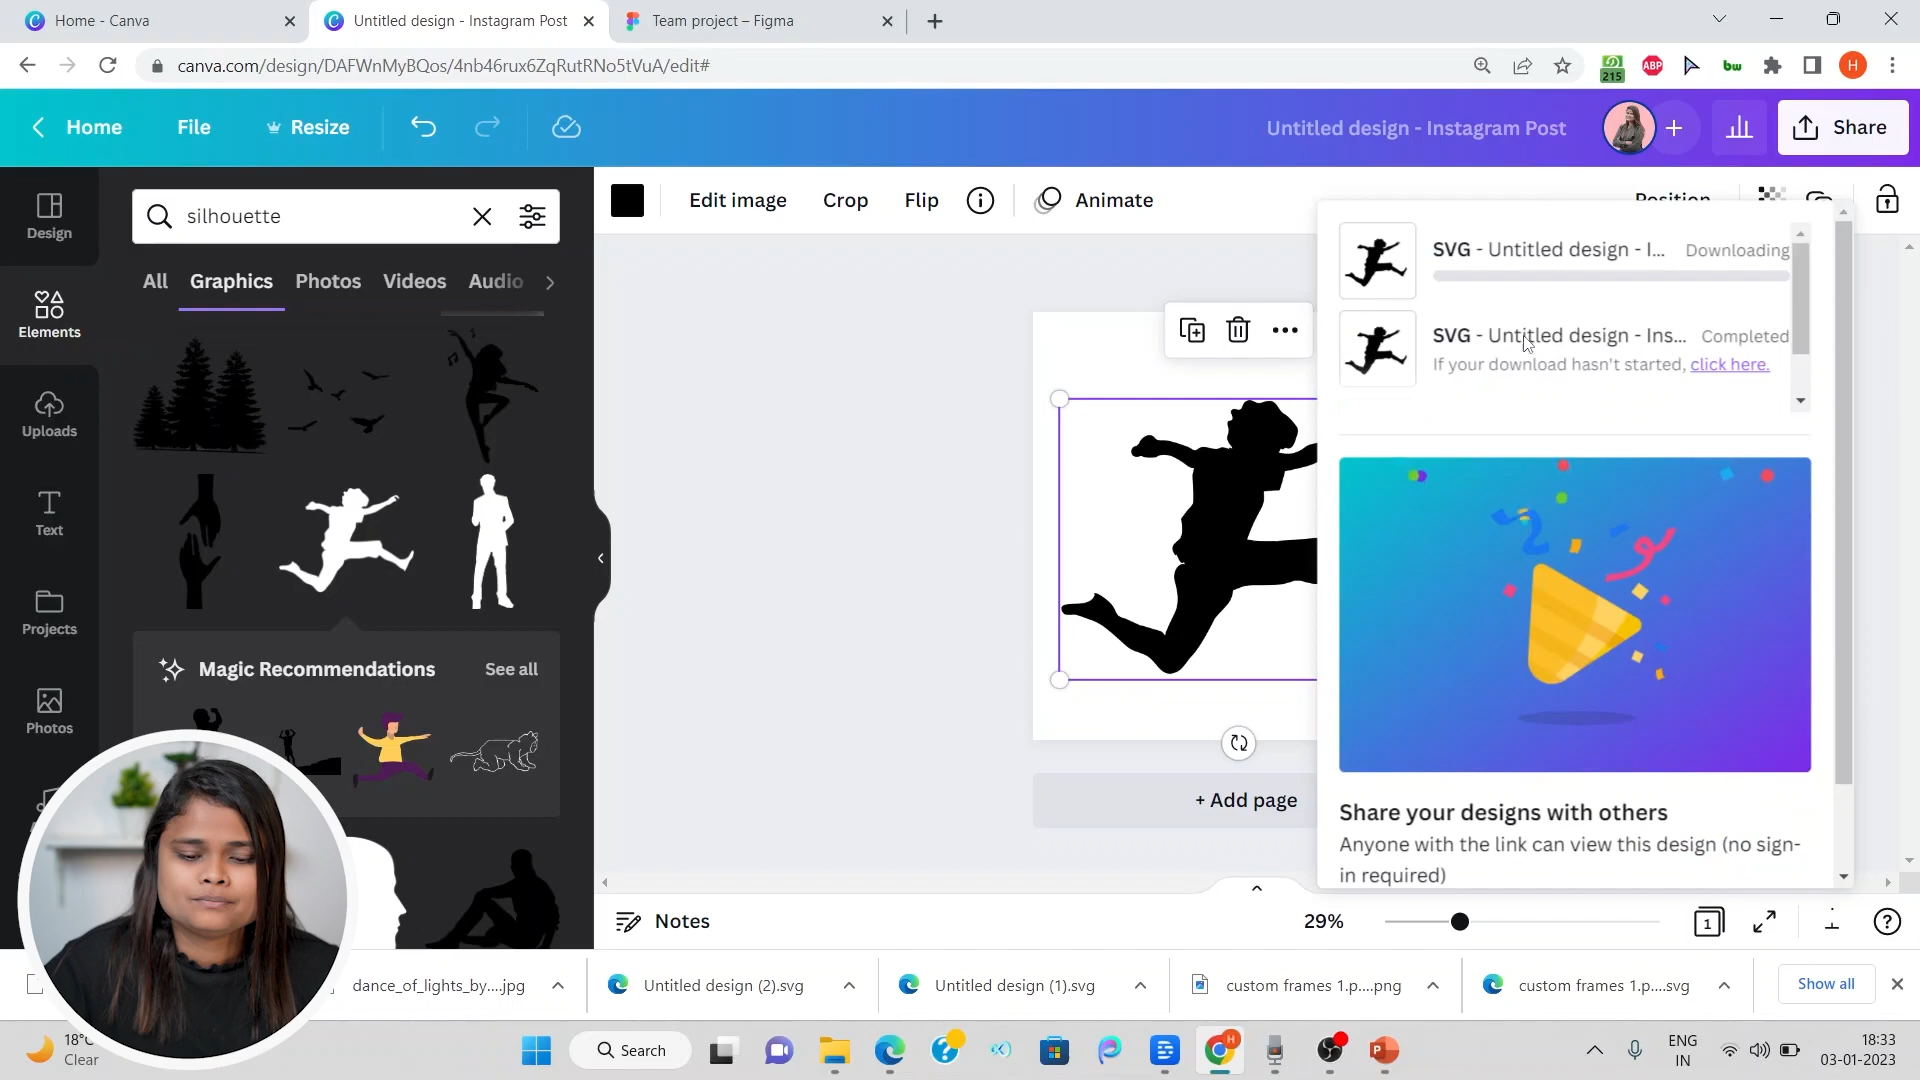 Home - Canva
Untitled design - Instagram Post
Team project – Figma
canva.com/design/DAFWnMyBQos/4nb46rux6ZqRutRNo5tVuA/edit#
215
ABP
bw
H
Home
File
Resize
Untitled design - Instagram Post
Share
Design
Elements
Uploads
Text
Projects
Photos
silhouette
All
Graphics
Photos
Videos
Audio
Magic Recommendations
See all
Edit image
Crop
Flip
Animate
Position
SVG - Untitled design - I...
Downloading
SVG - Untitled design - Ins...
Completed
If your download hasn't started, click here.
Share your designs with others
Anyone with the link can view this design (no sign-
in required)
+ Add page
Notes
29%
1
dance_of_lights_by....jpg
Untitled design (2).svg
Untitled design (1).svg
custom frames 1.p....png
custom frames 1.p....svg
Show all
18°C
Clear
Search
ENG
IN
18:33
03-01-2023